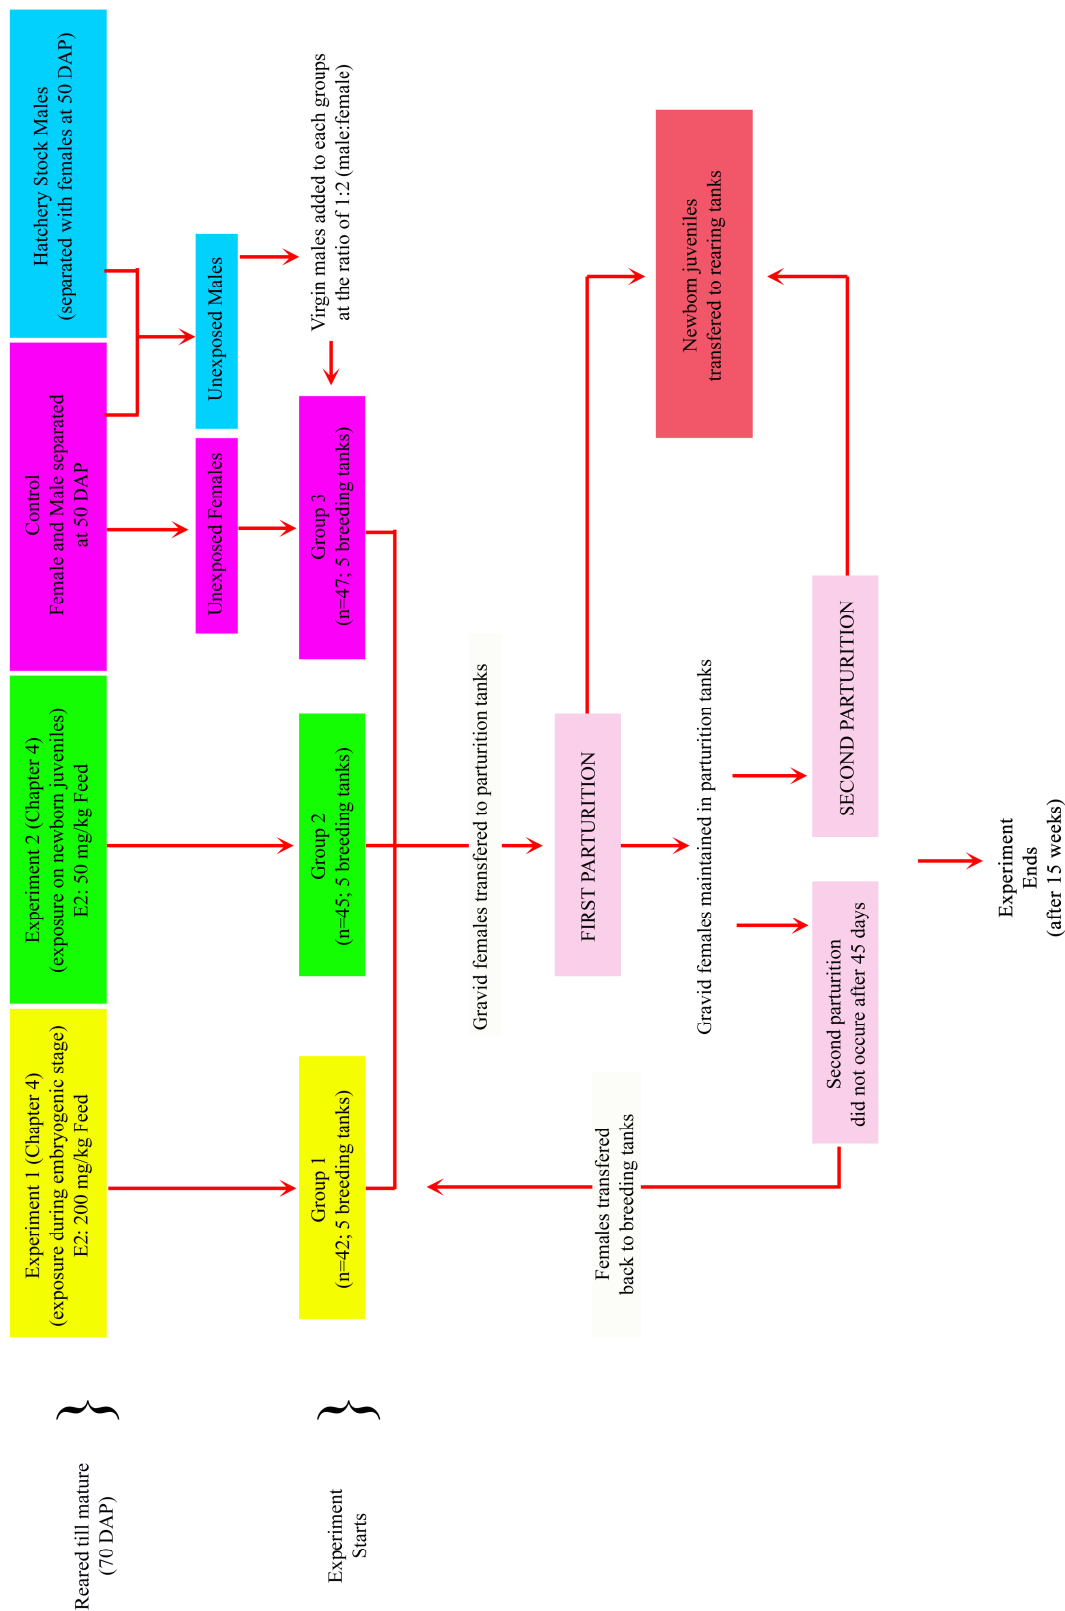 Reared till mature
(70 DAP)
Experiment 1 (Chapter 4)
(exposure during embryogenic stage)
E2: 200 mg/kg Feed
Experiment 2 (Chapter 4)
(exposure on newborn juveniles)
E2: 50 mg/kg Feed
Control
Female and Male separated
at 50 DAP
Hatchery Stock Males
(separated with females at 50 DAP)
Unexposed Females
Unexposed Males
Experiment
Starts
Group 1
(n=42; 5 breeding tanks)
Group 2
(n=45; 5 breeding tanks)
Group 3
(n=47; 5 breeding tanks)
Virgin males added to each groups
at the ratio of 1:2 (male:female)
Gravid females transfered to parturition tanks
Females transfered
back to breeding tanks
FIRST PARTURITION
Newborn juveniles
transfered to rearing tanks
Gravid females maintained in parturition tanks
Second parturition
did not occure after 45 days
SECOND PARTURITION
Experiment
Ends
(after 15 weeks)